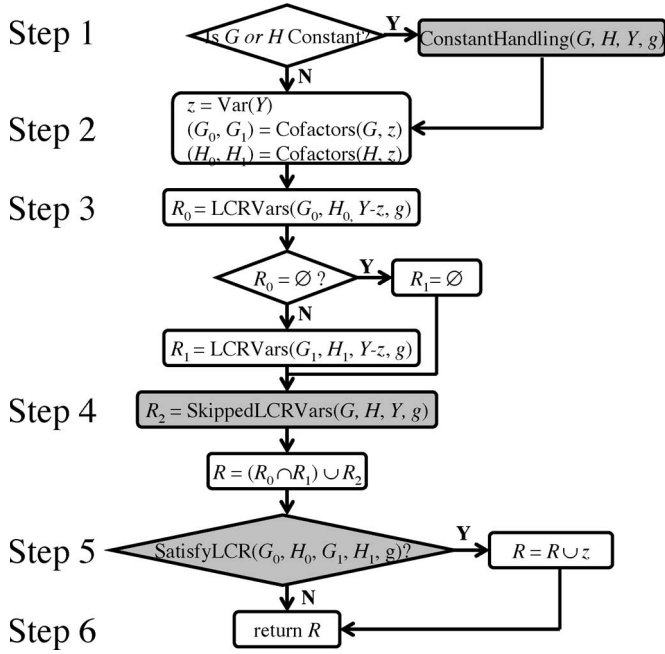 Step 1
Is G or H Constant?
Y
ConstantHandling(G, H, Y, g)
N
Step 2
z = Var(Y)
(G₀, G₁) = Cofactors(G, z)
(H₀, H₁) = Cofactors(H, z)
Step 3
R₀ = LCRVars(G₀, H₀, Y-z, g)
R₀ = ∅ ?
Y
R₁ = ∅
N
R₁ = LCRVars(G₁, H₁, Y-z, g)
Step 4
R₂ = SkippedLCRVars(G, H, Y, g)
R = (R₀ ∩ R₁) ∪ R₂
Step 5
SatisfyLCR(G₀, H₀, G₁, H₁, g)?
Y
R = R ∪ z
N
Step 6
return R